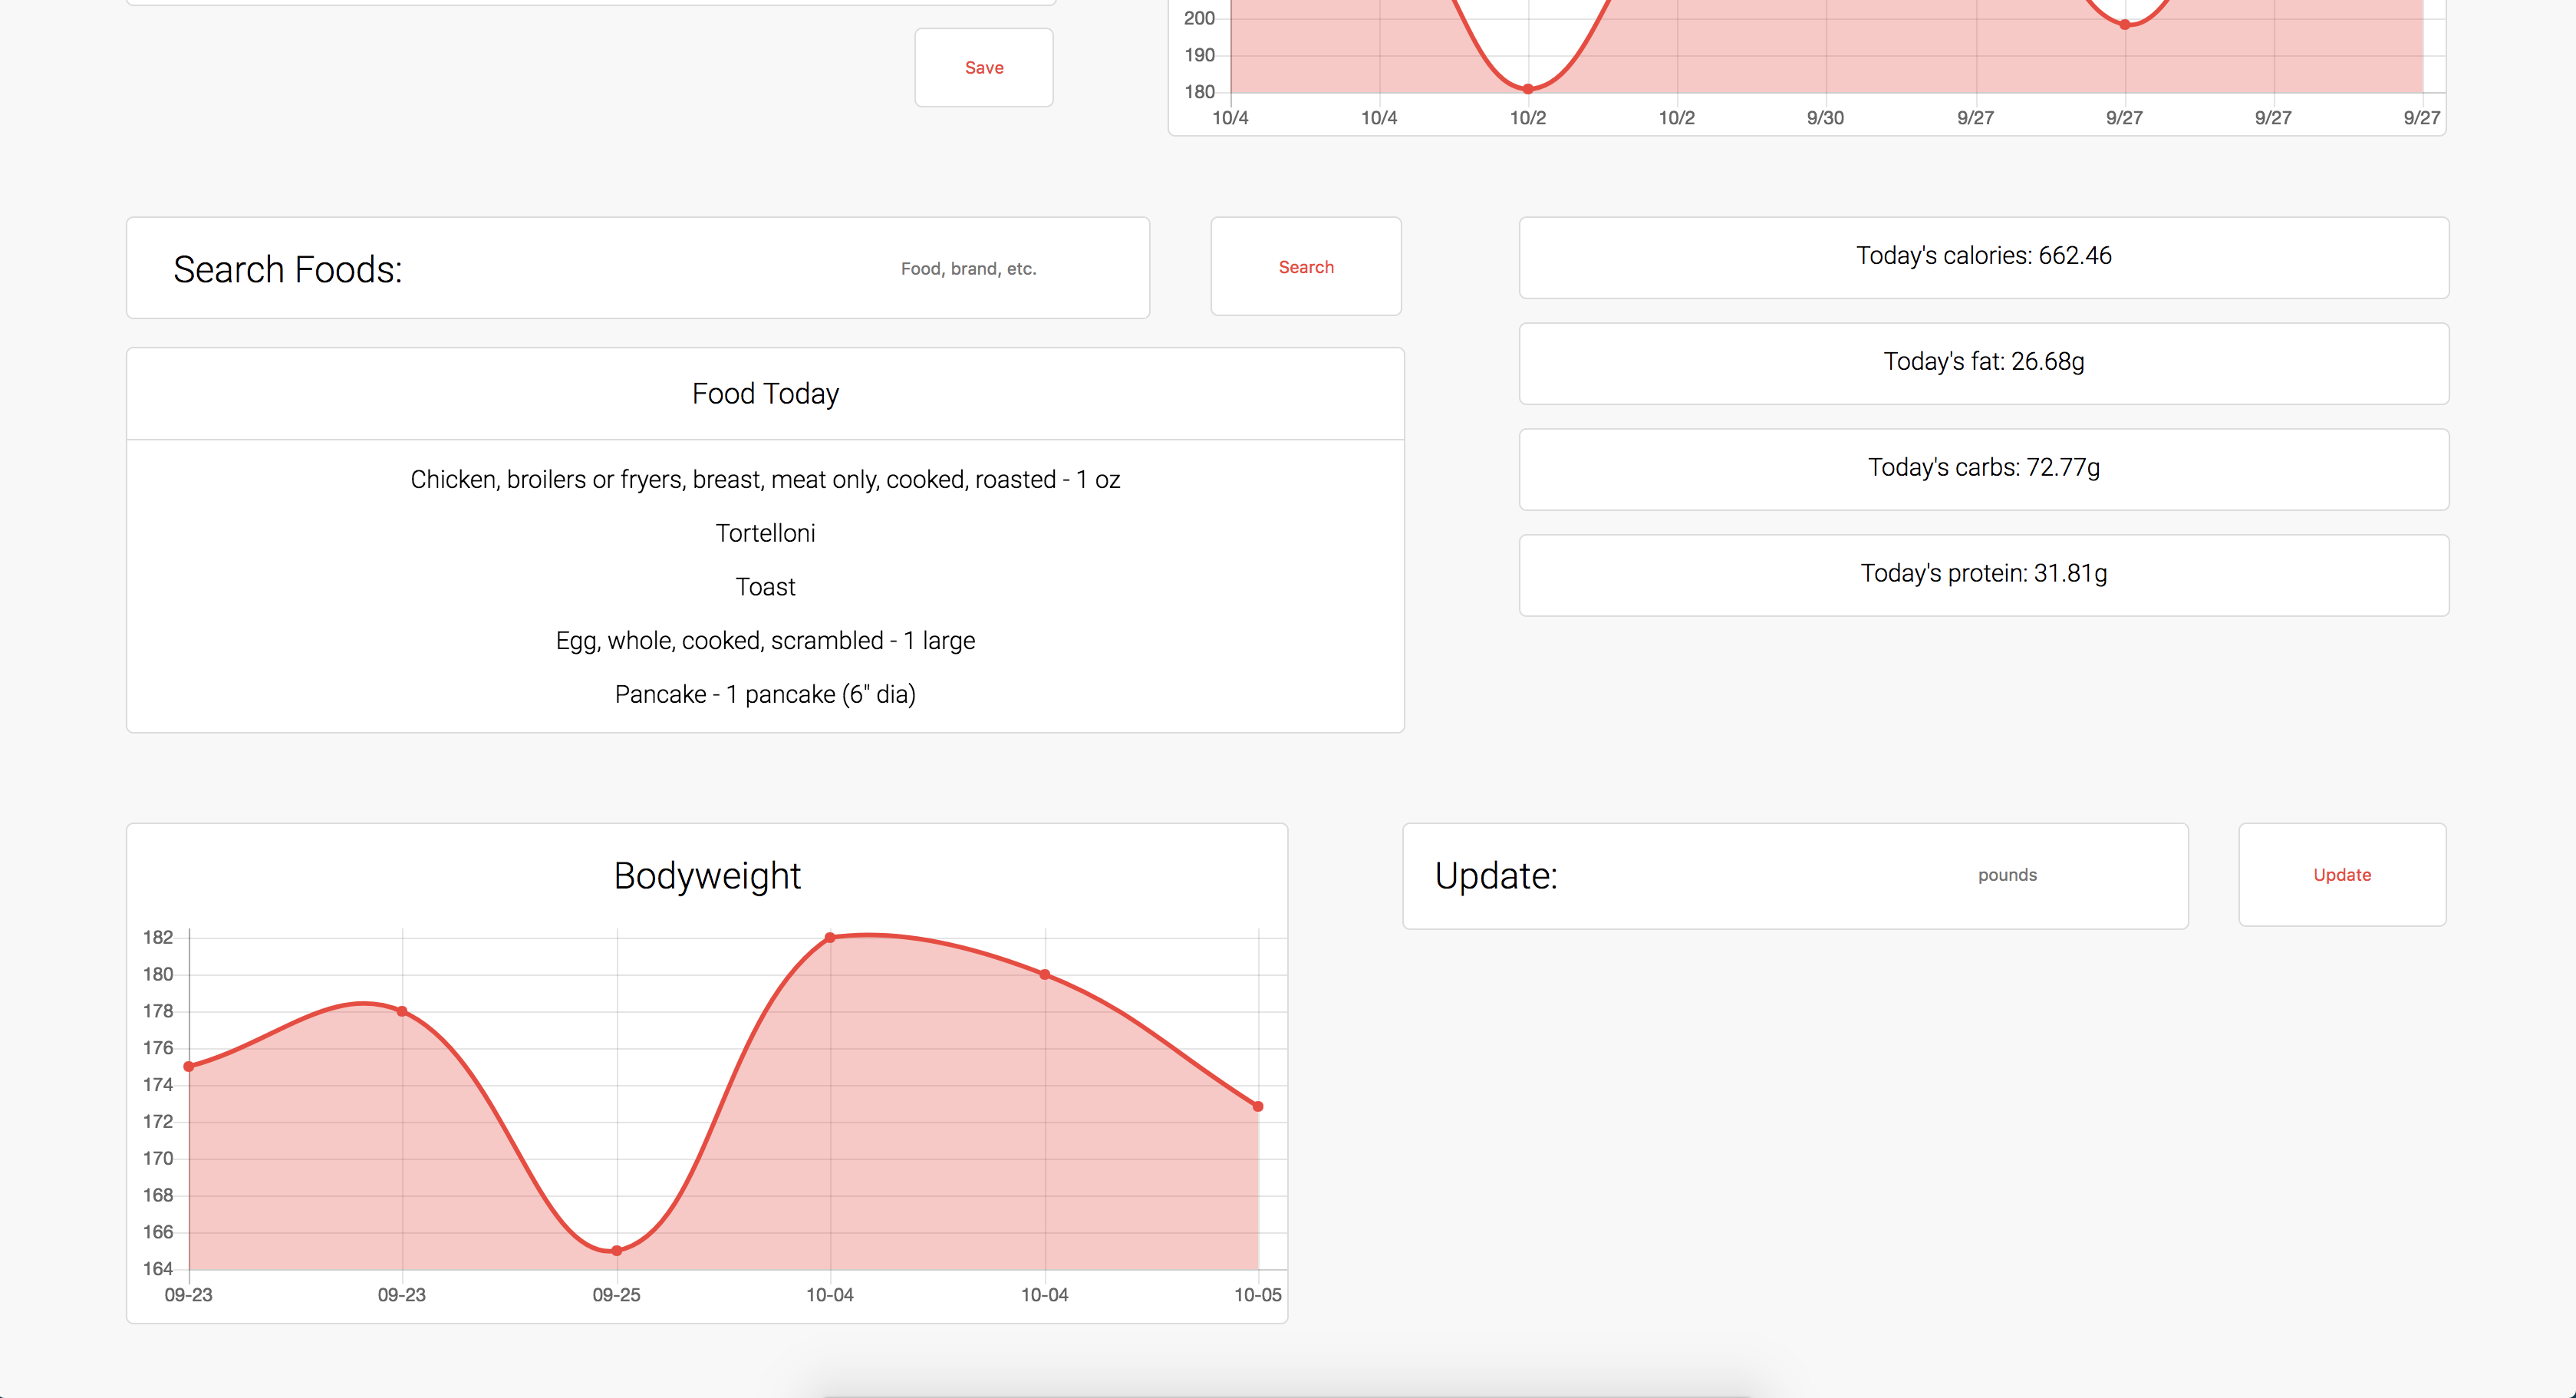 Save
200
190
180
10/4 10/4 10/2 10/2 9/30 9/27 9/27 9/27 9/27
Search Foods: Food, brand, etc.
Search
Food Today
Chicken, broilers or fryers, breast, meat only, cooked, roasted - 1 oz
Tortelloni
Toast
Egg, whole, cooked, scrambled - 1 large
Pancake - 1 pancake (6" dia)
Today's calories: 662.46
Today's fat: 26.68g
Today's carbs: 72.77g
Today's protein: 31.81g
Bodyweight
182
180
178
176
174
172
170
168
166
164
09-23 09-23 09-25 10-04 10-04 10-05
Update: pounds
Update